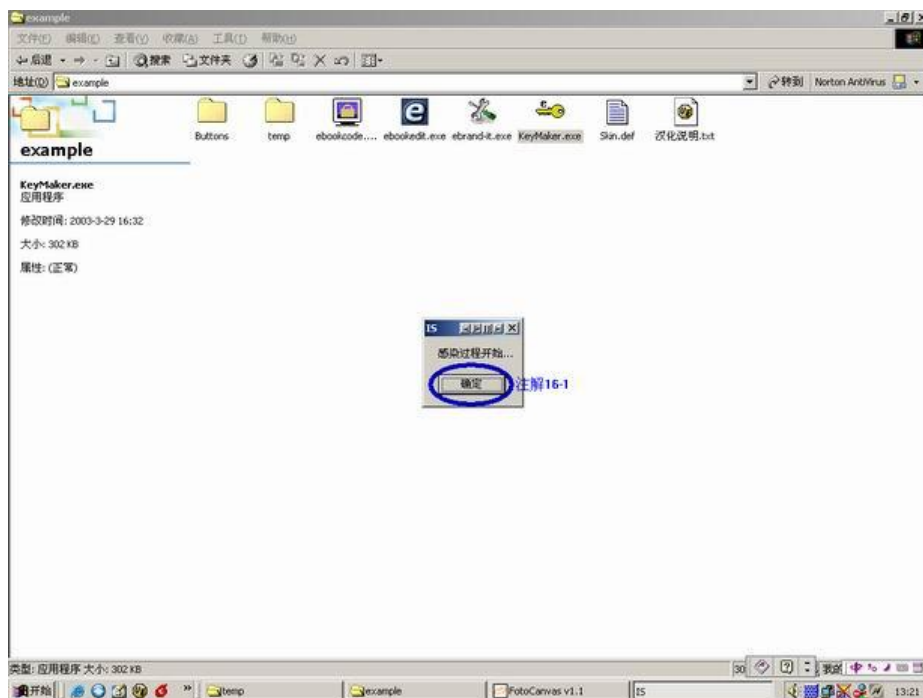 example
文件(F) 编辑(E) 查看(V) 收藏(A) 工具(T) 帮助(H)
后退 搜索 文件夹
地址(D) example 转到 Norton AntiVirus
Buttons temp ebookcode.... ebookedit.exe ebrand-it.exe KeyMaker.exe Skin.def 汉化说明.txt
example
KeyMaker.exe
应用程序
修改时间: 2003-3-29 16:32
大小: 302 KB
属性: (正常)
IS
感染过程开始...
确定 注解16-1
类型: 应用程序 大小: 302 KB
开始 temp example FotoCanvas v1.1 IS 13:21